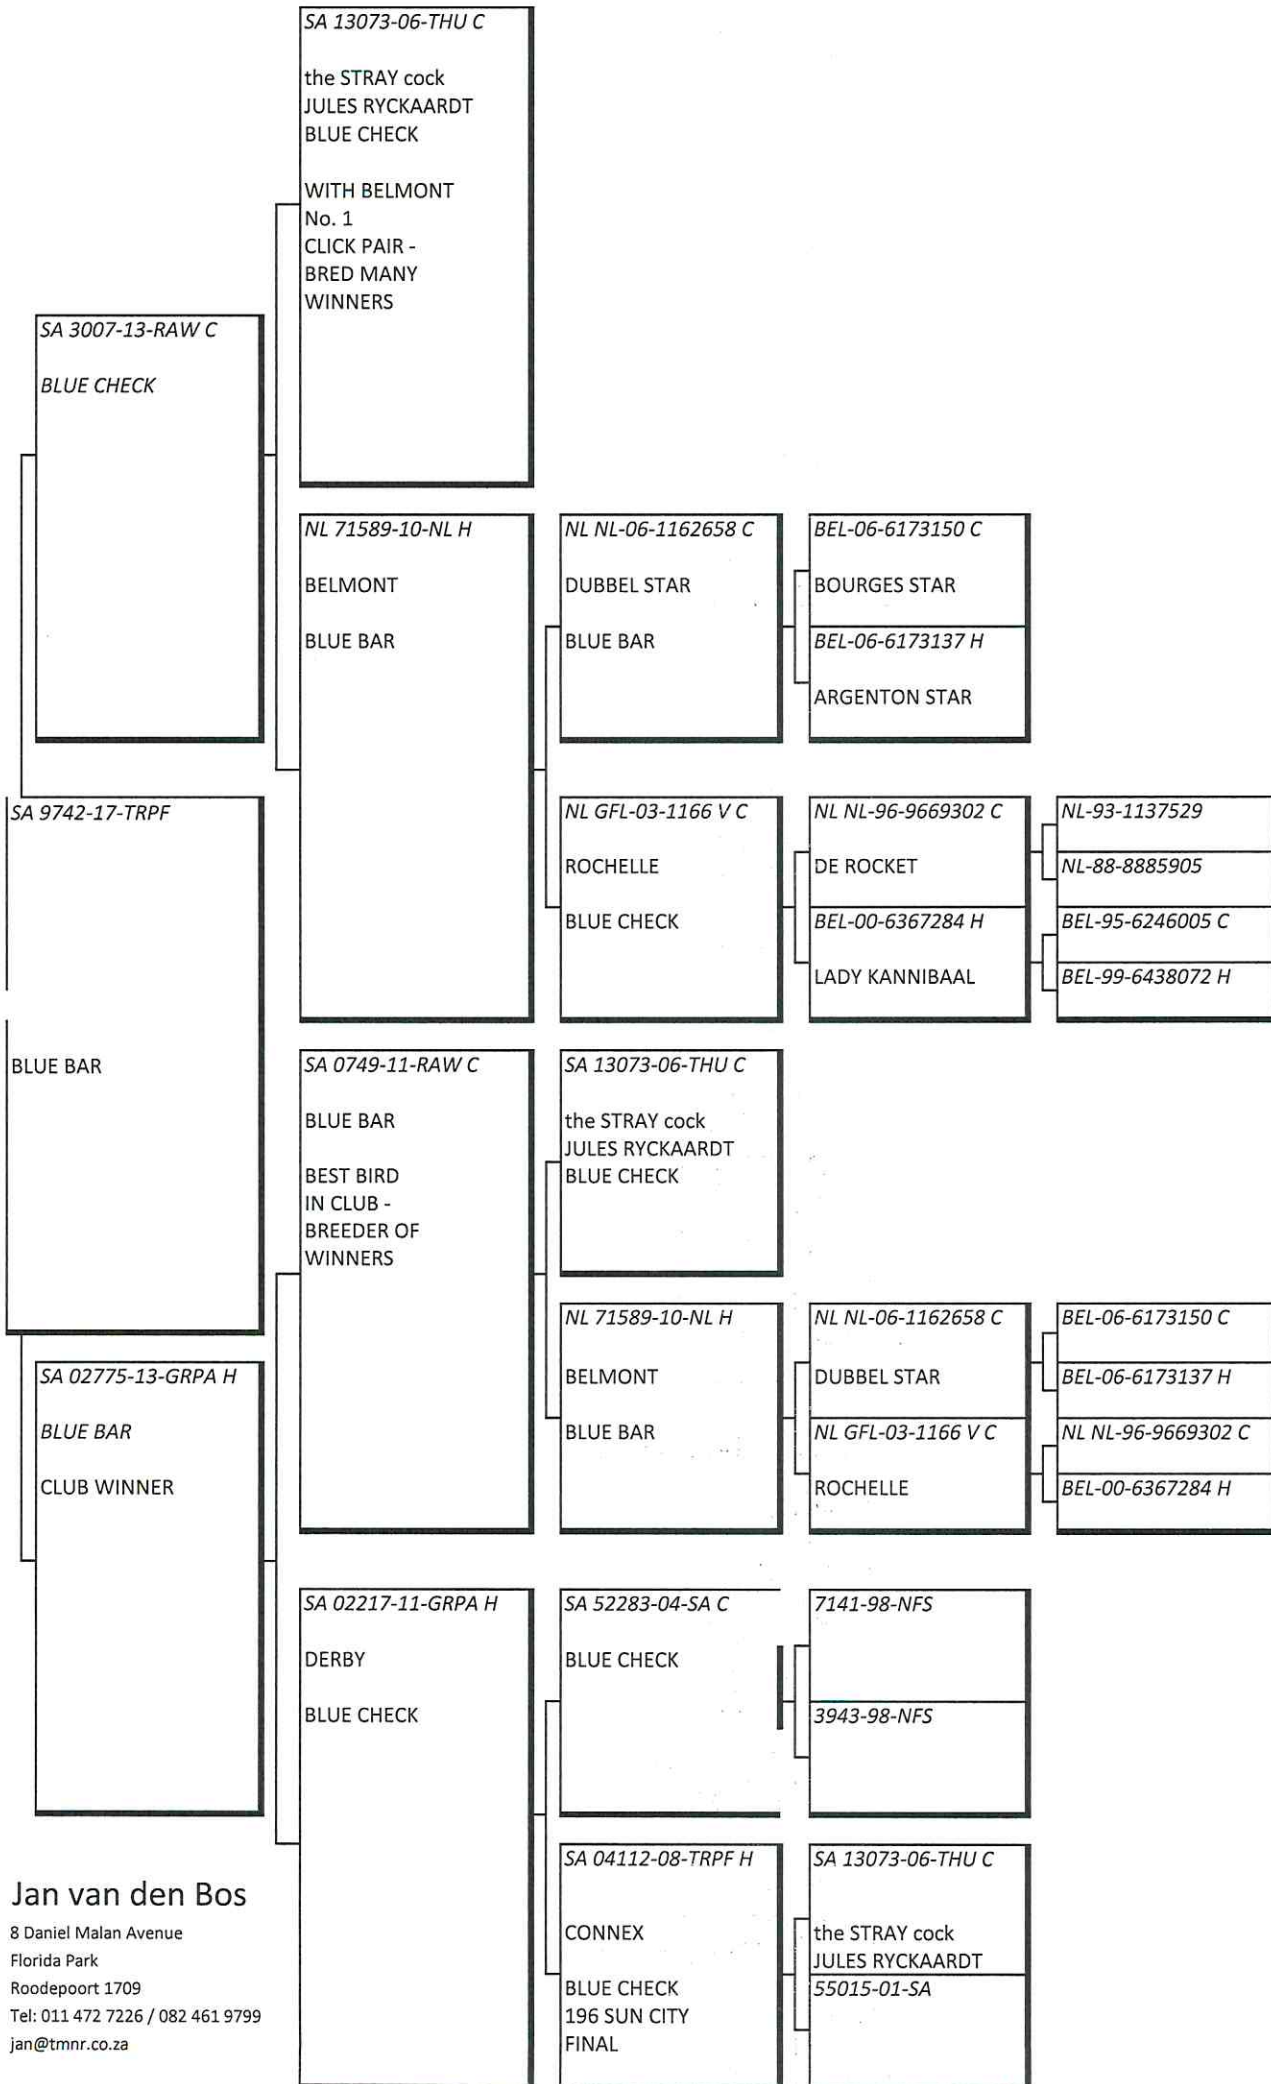 SA 13073-06-THU C
the STRAY cock
JULES RYCKAARDT
BLUE CHECK
WITH BELMONT
No. 1
CLICK PAIR -
BRED MANY
WINNERS
SA 3007-13-RAW C
BLUE CHECK
NL 71589-10-NL H
BELMONT
BLUE BAR
NL NL-06-1162658 C
DUBBEL STAR
BLUE BAR
BEL-06-6173150 C
BOURGES STAR
BEL-06-6173137 H
ARGENTON STAR
SA 9742-17-TRPF
BLUE BAR
NL GFL-03-1166 V C
ROCHELLE
BLUE CHECK
NL NL-96-9669302 C
DE ROCKET
BEL-00-6367284 H
LADY KANNIBAAL
NL-93-1137529
NL-88-8885905
BEL-95-6246005 C
BEL-99-6438072 H
SA 0749-11-RAW C
BLUE BAR
BEST BIRD
IN CLUB -
BREEDER OF
WINNERS
SA 13073-06-THU C
the STRAY cock
JULES RYCKAARDT
BLUE CHECK
NL 71589-10-NL H
BELMONT
BLUE BAR
NL NL-06-1162658 C
DUBBEL STAR
NL GFL-03-1166 V C
ROCHELLE
BEL-06-6173150 C
BEL-06-6173137 H
NL NL-96-9669302 C
BEL-00-6367284 H
SA 02775-13-GRPA H
BLUE BAR
CLUB WINNER
SA 02217-11-GRPA H
DERBY
BLUE CHECK
SA 52283-04-SA C
BLUE CHECK
7141-98-NFS
3943-98-NFS
SA 04112-08-TRPF H
CONNEX
BLUE CHECK
196 SUN CITY
FINAL
SA 13073-06-THU C
the STRAY cock
JULES RYCKAARDT
55015-01-SA
Jan van den Bos
8 Daniel Malan Avenue
Florida Park
Roodepoort 1709
Tel: 011 472 7226 / 082 461 9799
jan@tmnr.co.za